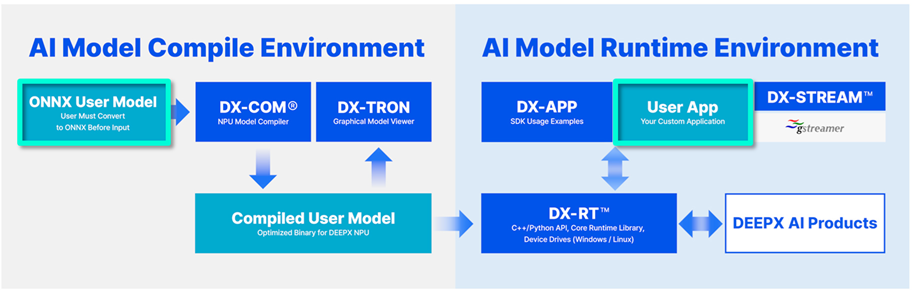 AI Model Compile Environment
ONNX User Model
User Must Convert
to ONNX Before Input
DX-COM®
NPU Model Compiler
DX-TRON
Graphical Model Viewer
Compiled User Model
Optimized Binary for DEEPX NPU
AI Model Runtime Environment
DX-APP
SDK Usage Examples
User App
Your Custom Application
DX-STREAM™
gstreamer
DX-RT™
C++/Python API, Core Runtime Library,
Device Drives (Windows / Linux)
DEEPX AI Products